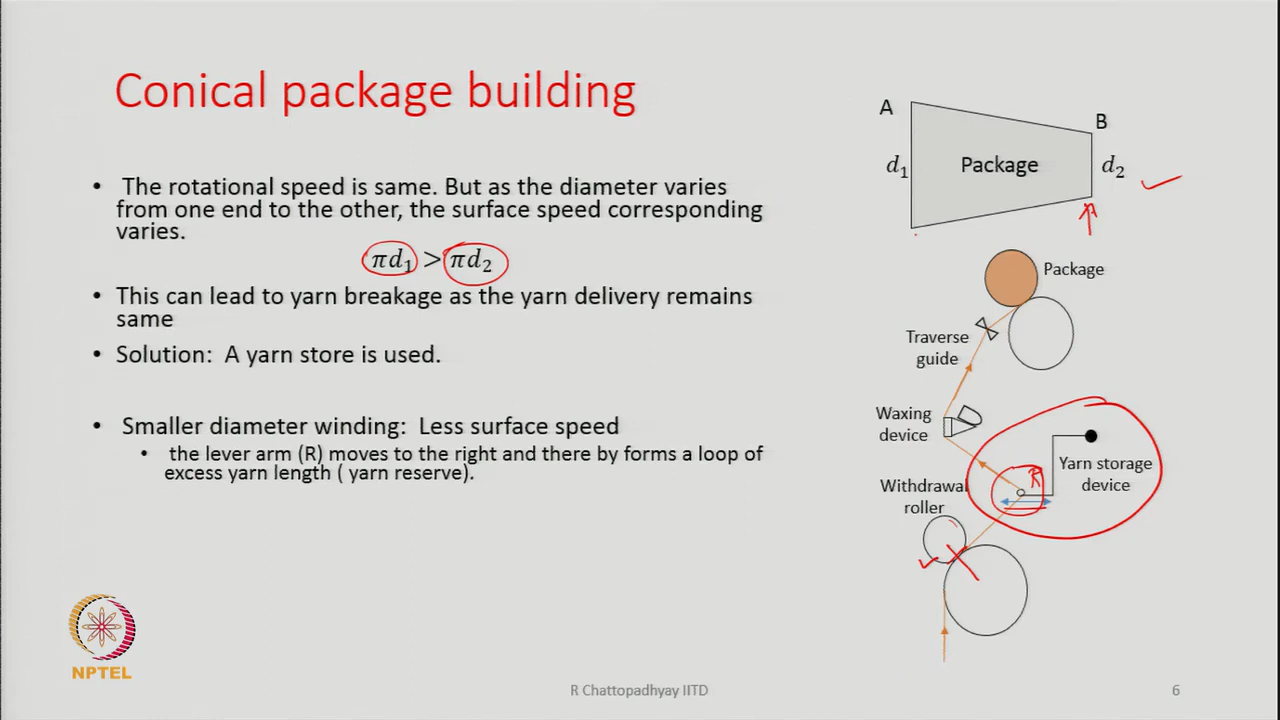 Conical package building
• The rotational speed is same. But as the diameter varies
from one end to the other, the surface speed corresponding
varies.
πd₁ > πd₂
• This can lead to yarn breakage as the yarn delivery remains
same
• Solution: A yarn store is used.
• Smaller diameter winding: Less surface speed
• the lever arm (R) moves to the right and there by forms a loop of
excess yarn length ( yarn reserve).
A
B
d₁
Package
d₂
Package
Traverse
guide
Waxing
device
R
Yarn storage
device
Withdrawal
roller
NPTEL
R Chattopadhyay IITD
6